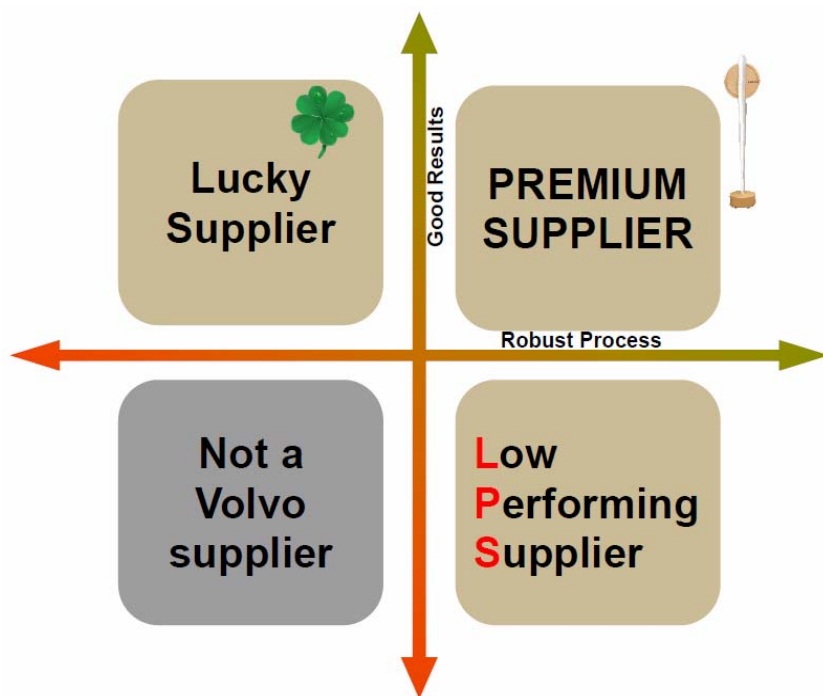 Lucky
Supplier
Good Results
PREMIUM
SUPPLIER
Robust Process
Not a
Volvo
supplier
Low
Performing
Supplier